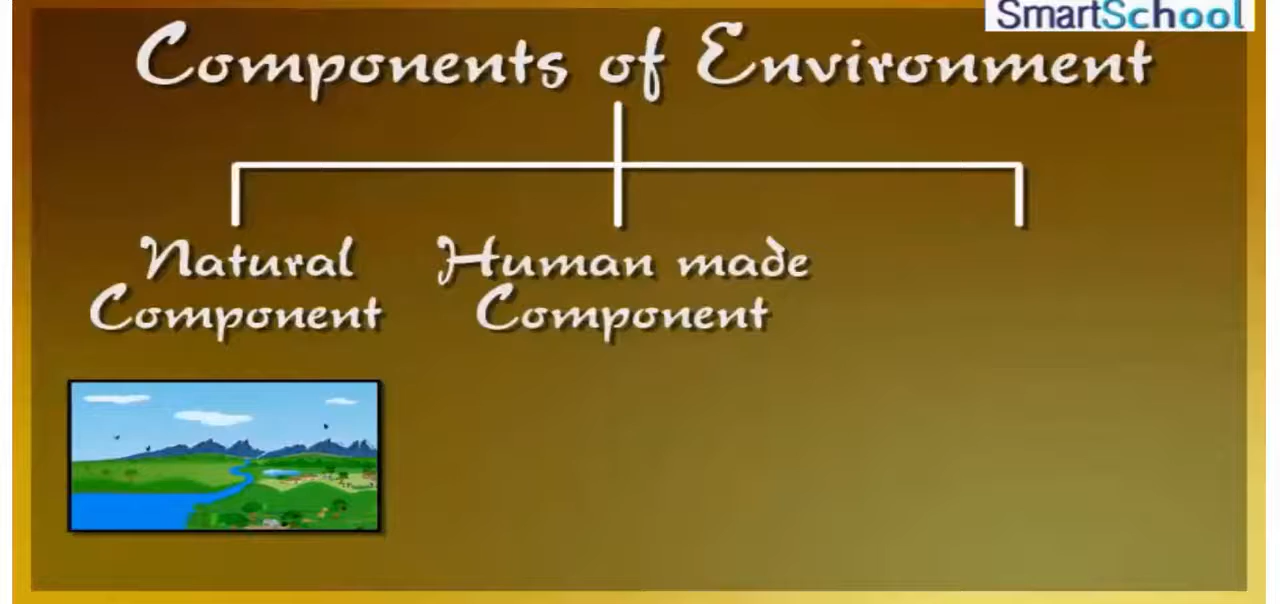 SmartSchool
Components of Environment
Natural
Component
Human made
Component